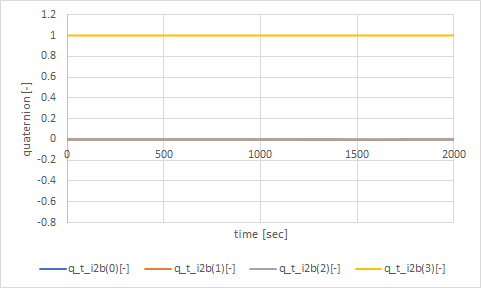 1.2
1
0.8
0.6
0.4
0.2
0
-0.2
-0.4
-0.6
-0.8
quaternion [-]
0 500 1000 1500 2000
time [sec]
q_t_i2b(0)[-] q_t_i2b(1)[-] q_t_i2b(2)[-] q_t_i2b(3)[-]